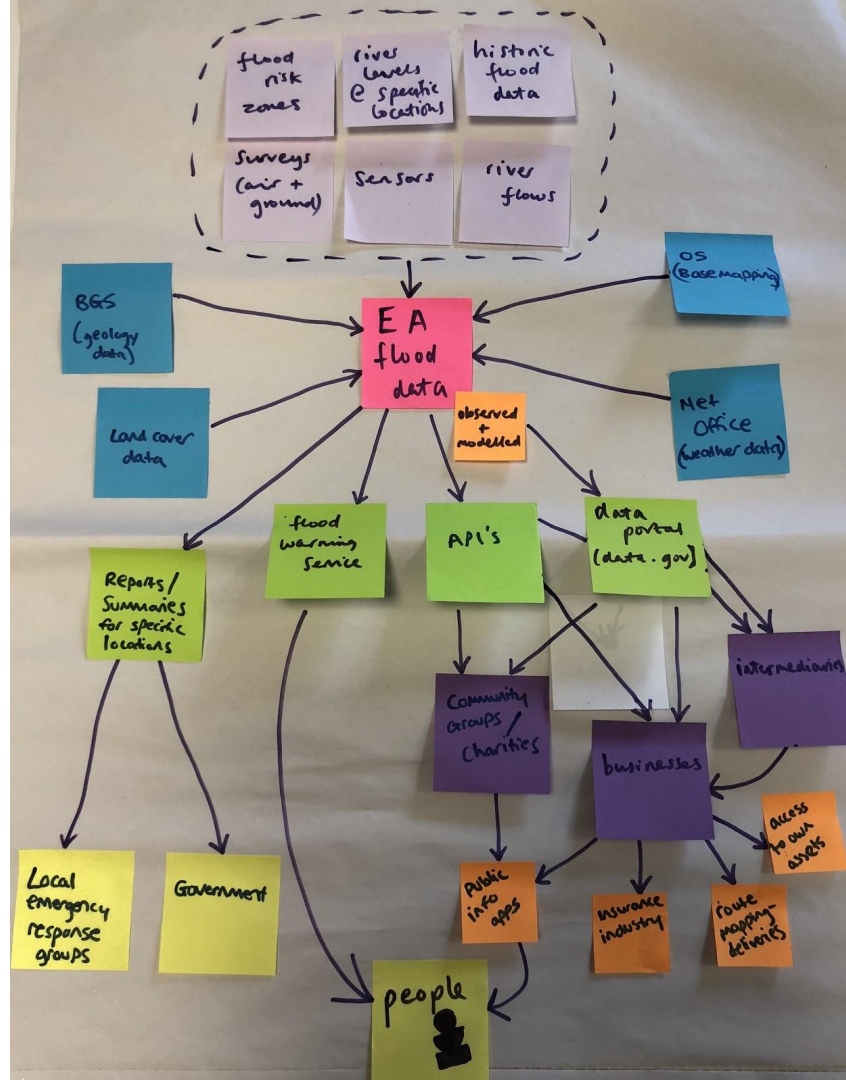 flood
risk
zones
river
levels
@ specific
locations
historic
flood
data
surveys
(air +
ground)
sensors
river
flows
BGS
(geology
data)
OS
(Base mapping)
EA
flood
data
Land cover
data
observed
+
modelled
Met
Office
(weather data)
Reports/
Summaries
for specific
locations
flood
warning
service
API's
data
portal
(data.gov)
Community
Groups/
Charities
businesses
intermediaries
Local
emergency
response
groups
Government
Public
info
apps
Insurance
industry
route
mapping-
deliveries
access
to own
assets
people